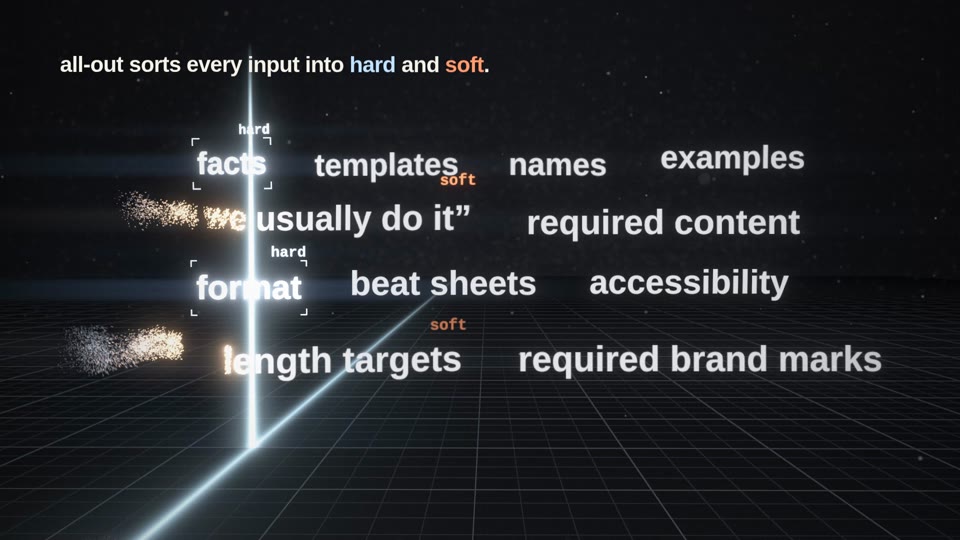 all-out sorts every input into hard and soft.
hard
facts templates names examples
soft
we usually do it” required content
hard
format beat sheets accessibility
soft
length targets required brand marks